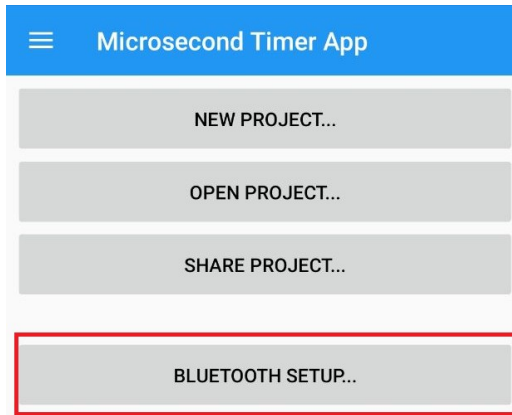 Microsecond Timer App
NEW PROJECT...
OPEN PROJECT...
SHARE PROJECT...
BLUETOOTH SETUP...